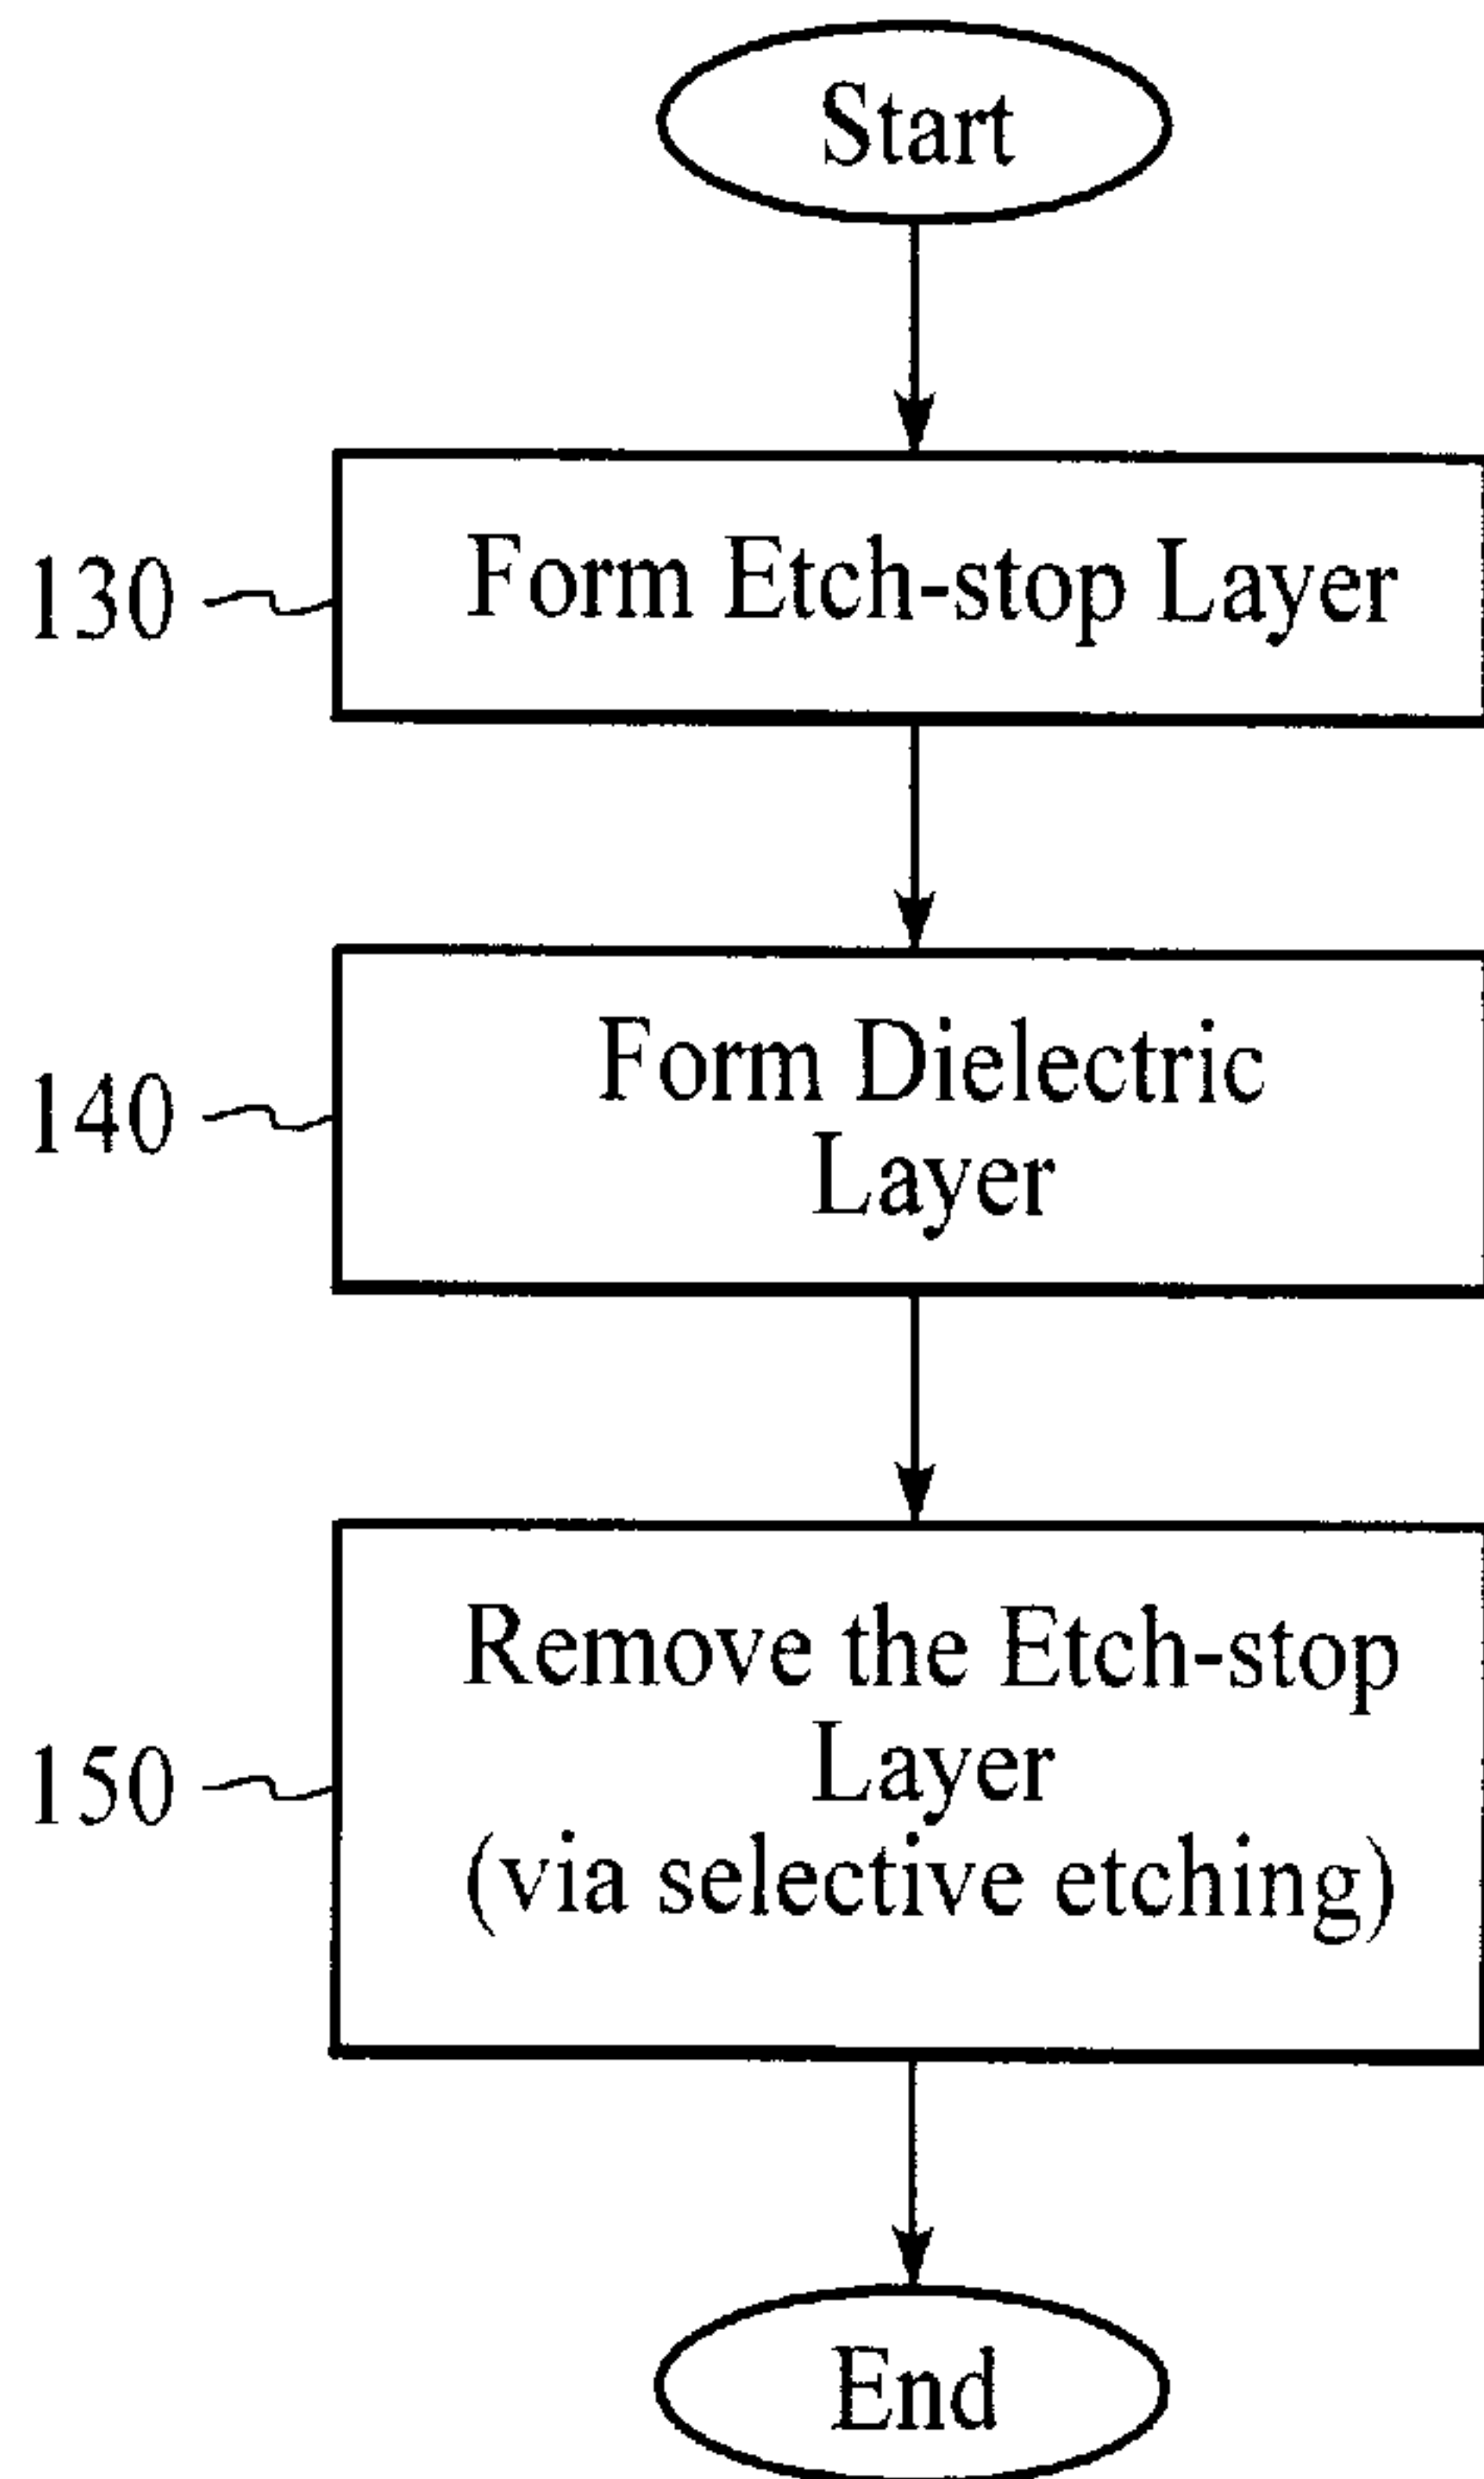 Start
130
Form Etch-stop Layer
140
Form Dielectric
Layer
150
Remove the Etch-stop
Layer
(via selective etching)
End